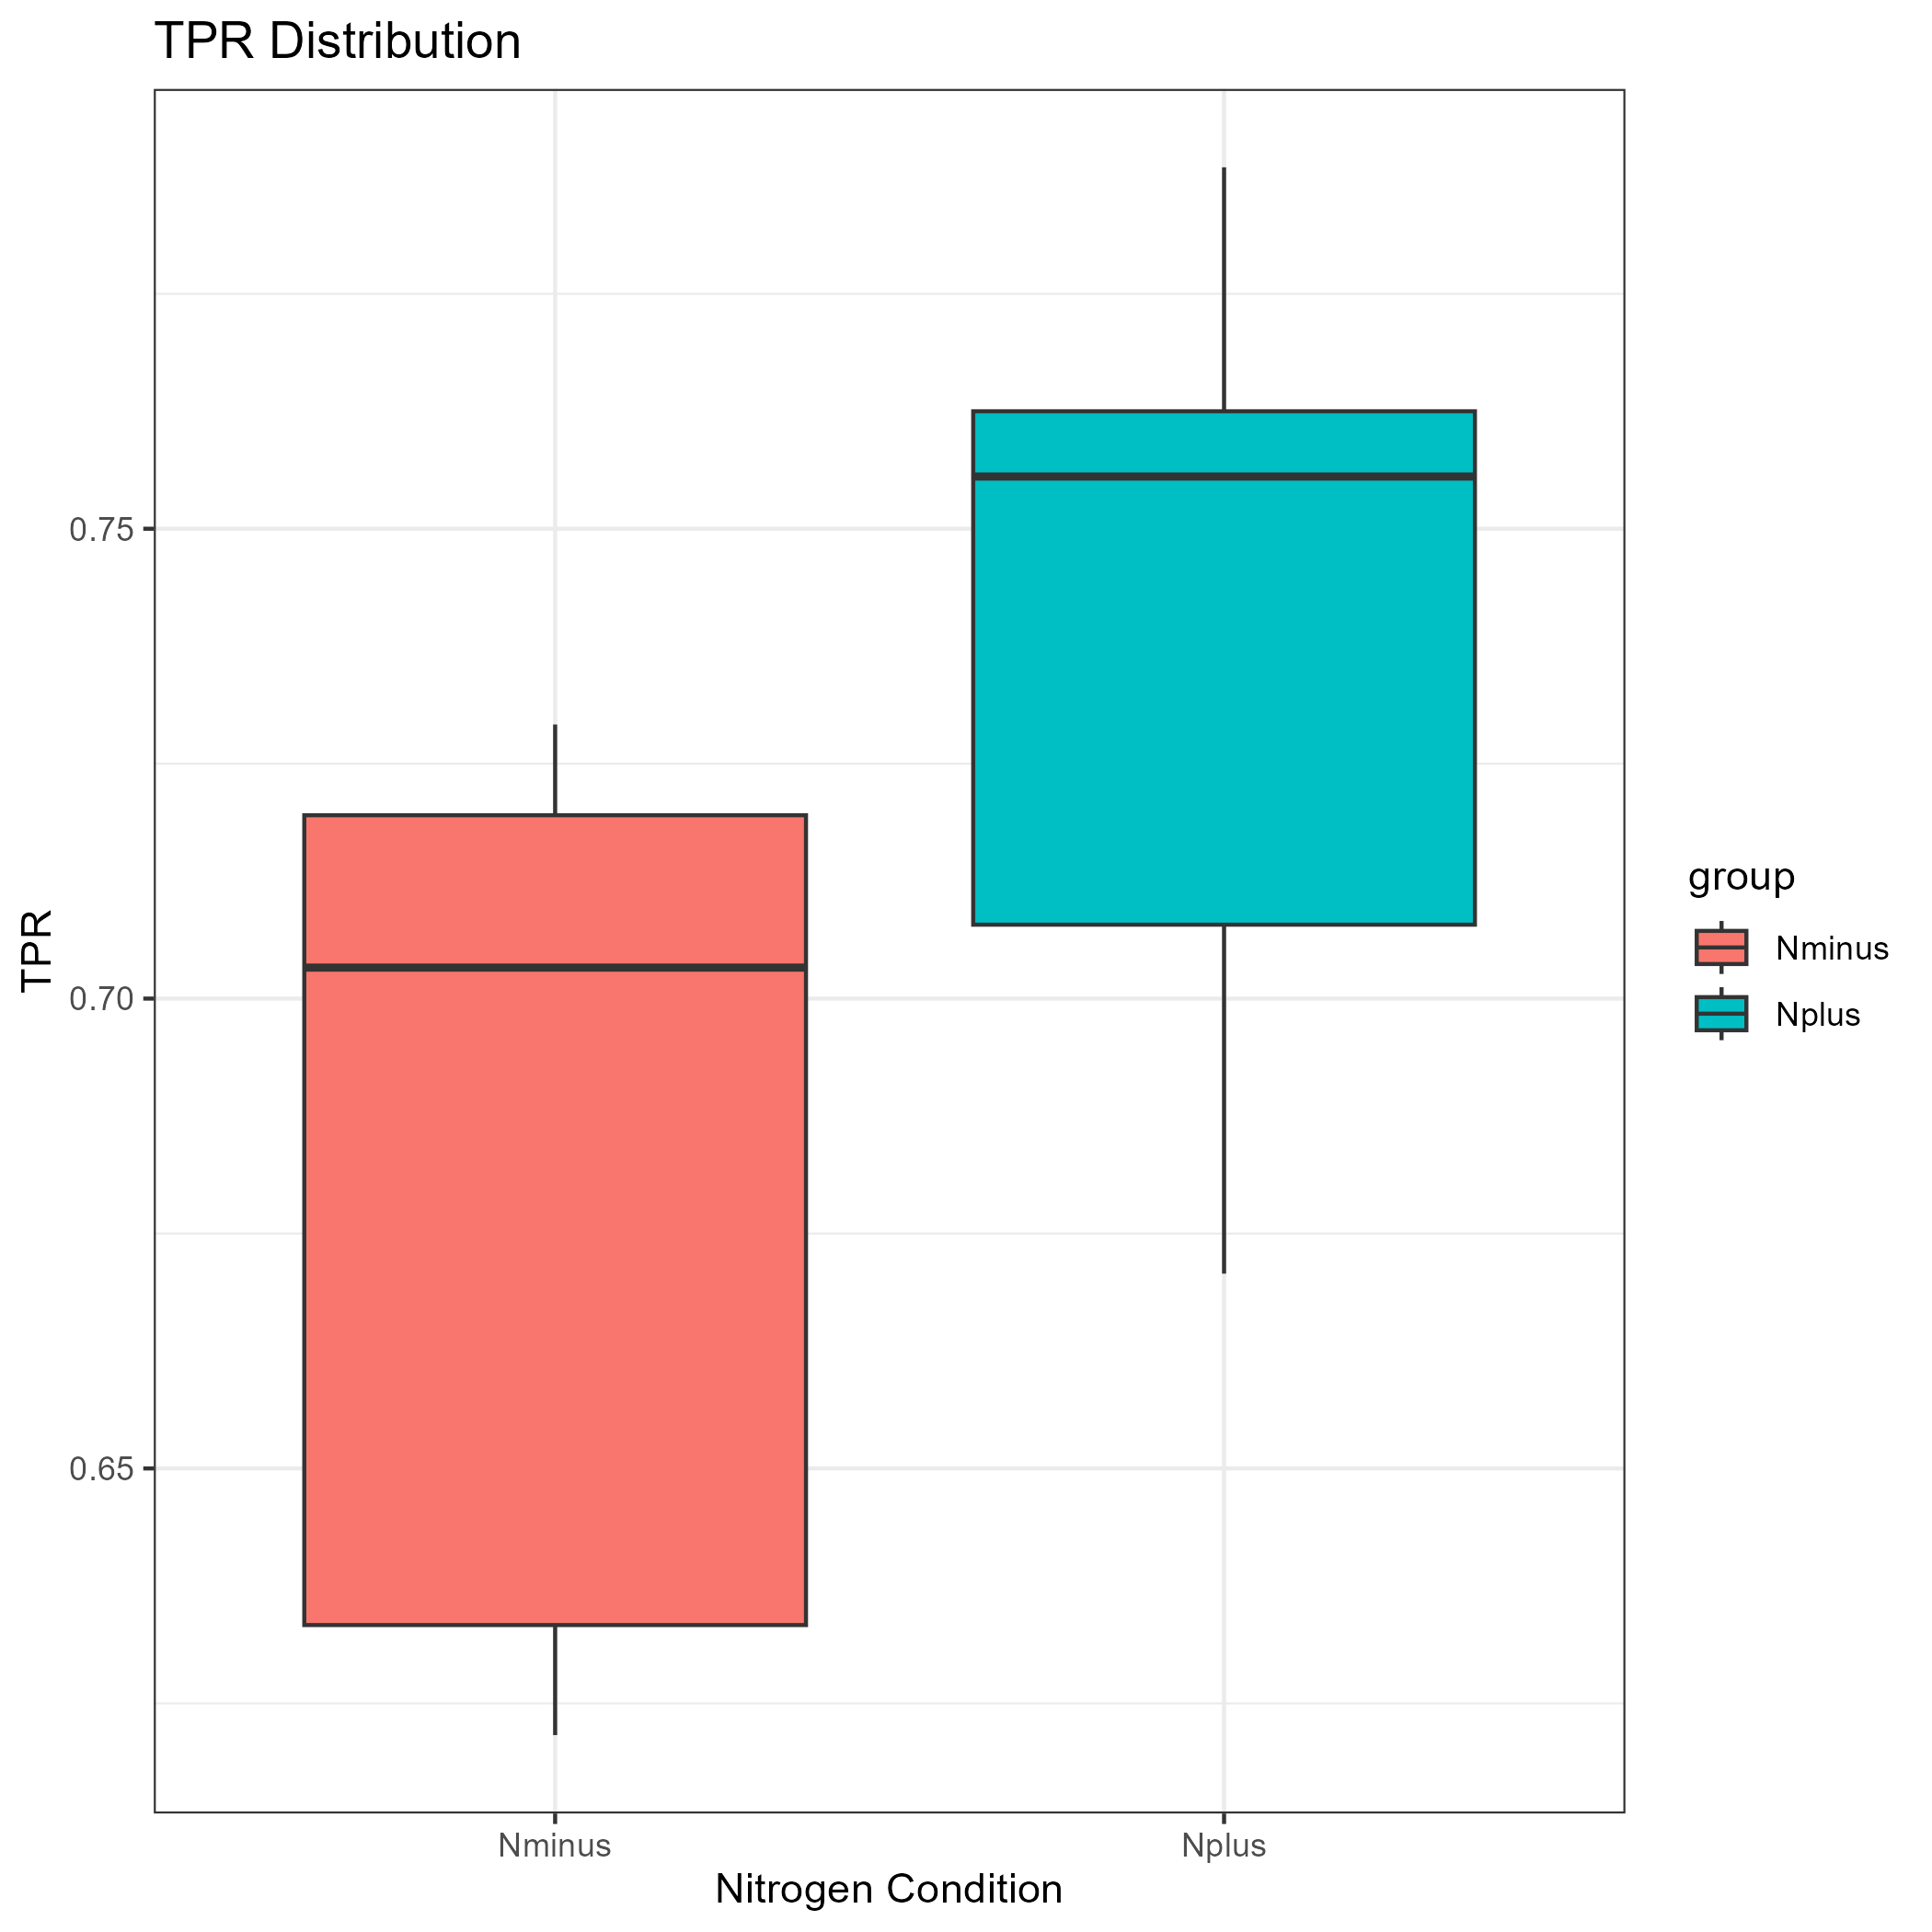 TPR Distribution
TPR
0.75
0.70
0.65
Nminus
Nplus
Nitrogen Condition
group
Nminus
Nplus